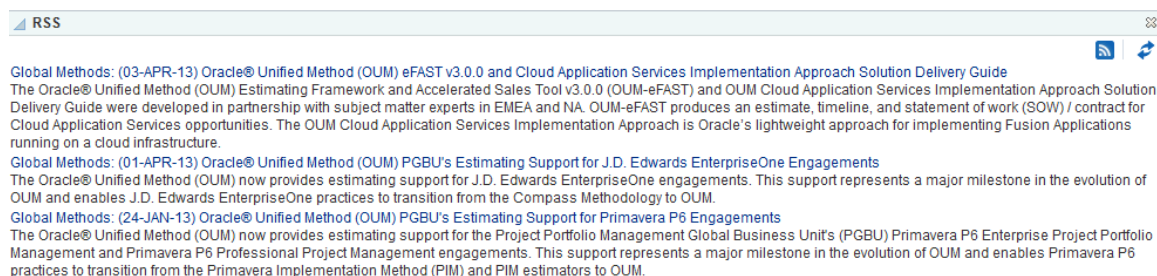 RSS
Global Methods: (03-APR-13) Oracle® Unified Method (OUM) eFAST v3.0.0 and Cloud Application Services Implementation Approach Solution Delivery Guide
The Oracle® Unified Method (OUM) Estimating Framework and Accelerated Sales Tool v3.0.0 (OUM-eFAST) and OUM Cloud Application Services Implementation Approach Solution
Delivery Guide were developed in partnership with subject matter experts in EMEA and NA. OUM-eFAST produces an estimate, timeline, and statement of work (SOW) / contract for
Cloud Application Services opportunities. The OUM Cloud Application Services Implementation Approach is Oracle's lightweight approach for implementing Fusion Applications
running on a cloud infrastructure.
Global Methods: (01-APR-13) Oracle® Unified Method (OUM) PGBU's Estimating Support for J.D. Edwards EnterpriseOne Engagements
The Oracle® Unified Method (OUM) now provides estimating support for J.D. Edwards EnterpriseOne engagements. This support represents a major milestone in the evolution of
OUM and enables J.D. Edwards EnterpriseOne practices to transition from the Compass Methodology to OUM.
Global Methods: (24-JAN-13) Oracle® Unified Method (OUM) PGBU's Estimating Support for Primavera P6 Engagements
The Oracle® Unified Method (OUM) now provides estimating support for the Project Portfolio Management Global Business Unit's (PGBU) Primavera P6 Enterprise Project Portfolio
Management and Primavera P6 Professional Project Management engagements. This support represents a major milestone in the evolution of OUM and enables Primavera P6
practices to transition from the Primavera Implementation Method (PIM) and PIM estimators to OUM.